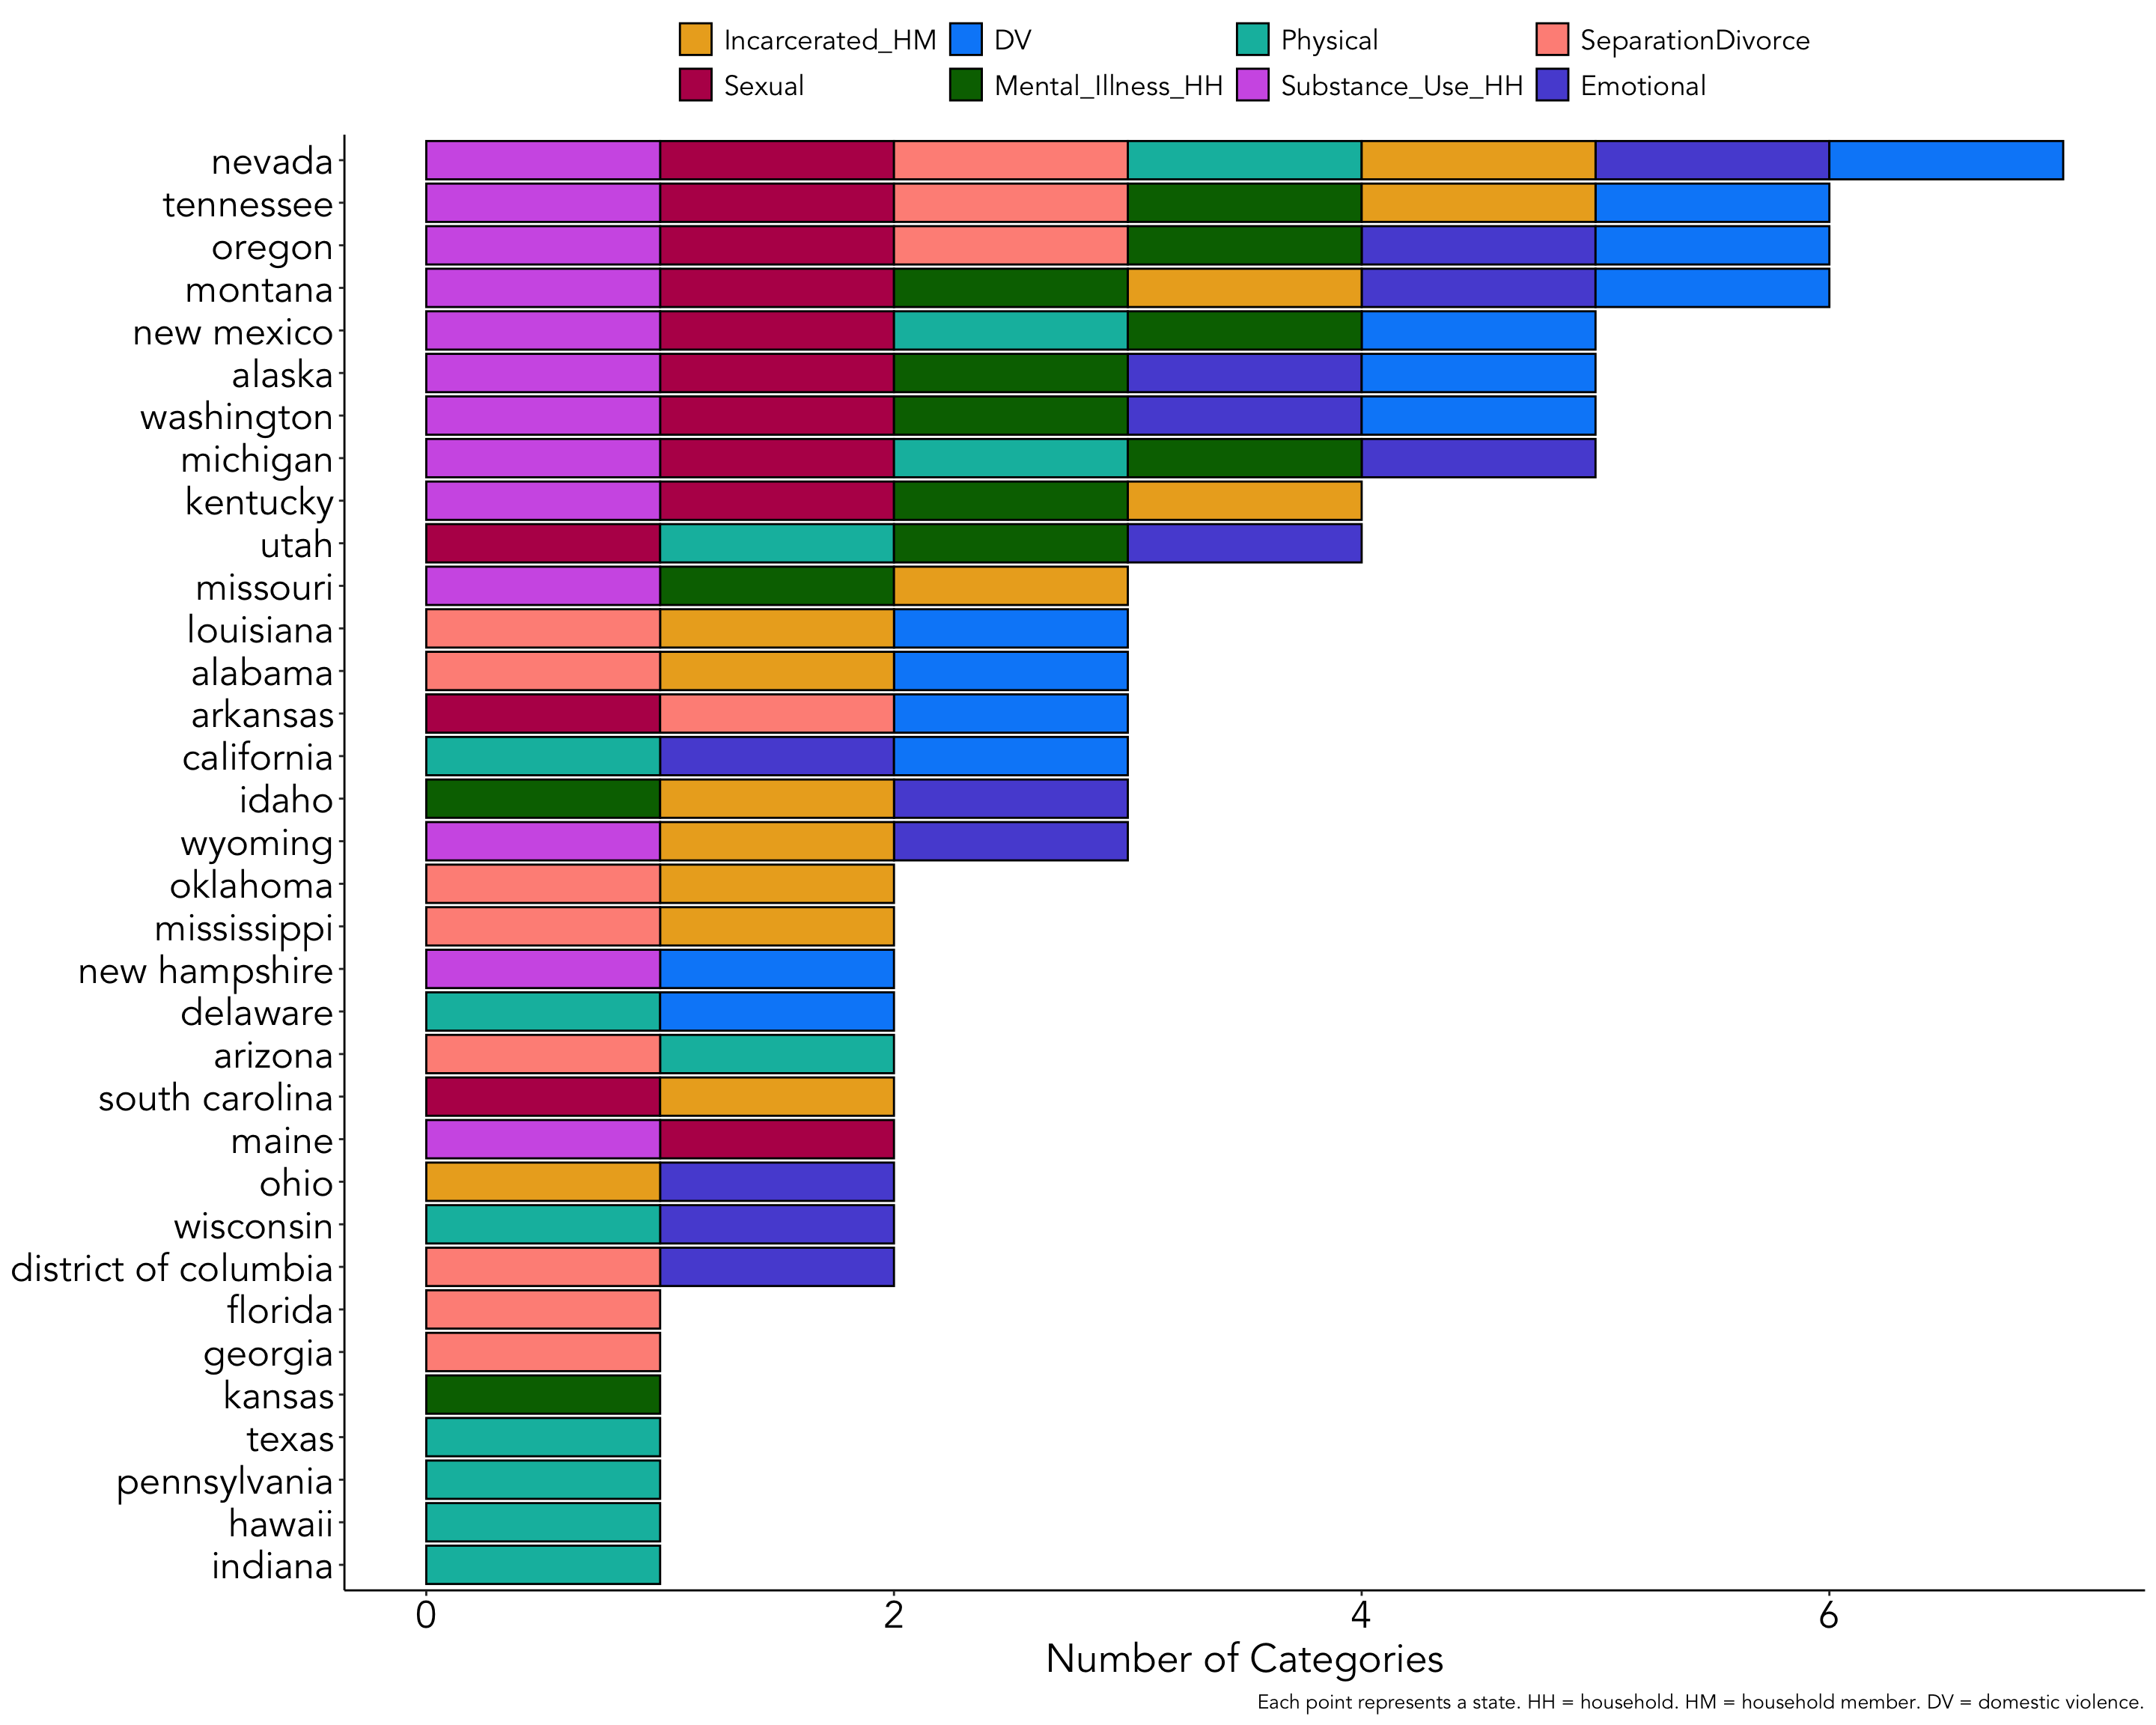 Incarcerated_HM DV Physical SeparationDivorce
Sexual Mental_Illness_HH Substance_Use_HH Emotional
nevada
tennessee
oregon
montana
new mexico
alaska
washington
michigan
kentucky
utah
missouri
louisiana
alabama
arkansas
california
idaho
wyoming
oklahoma
mississippi
new hampshire
delaware
arizona
south carolina
maine
ohio
wisconsin
district of columbia
florida
georgia
kansas
texas
pennsylvania
hawaii
indiana
0 2 4 6
Number of Categories
Each point represents a state. HH = household. HM = household member. DV = domestic violence.